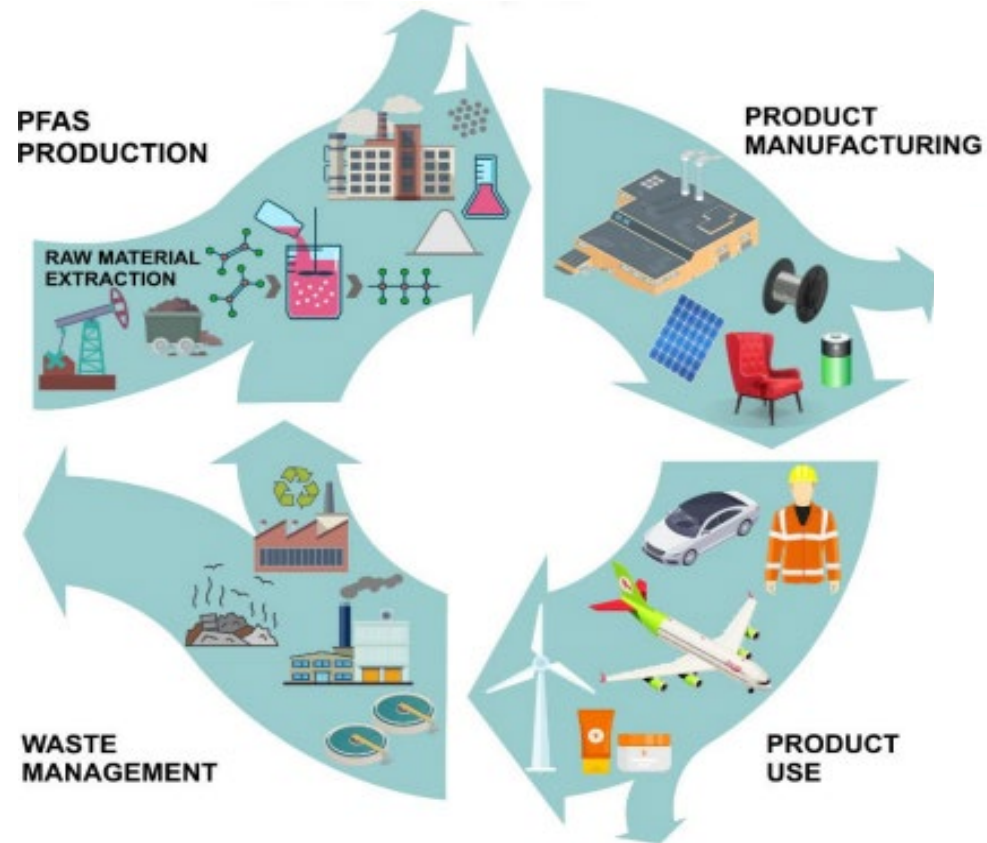 PFAS
PRODUCTION
RAW MATERIAL
EXTRACTION
PRODUCT
MANUFACTURING
WASTE
MANAGEMENT
PRODUCT
USE